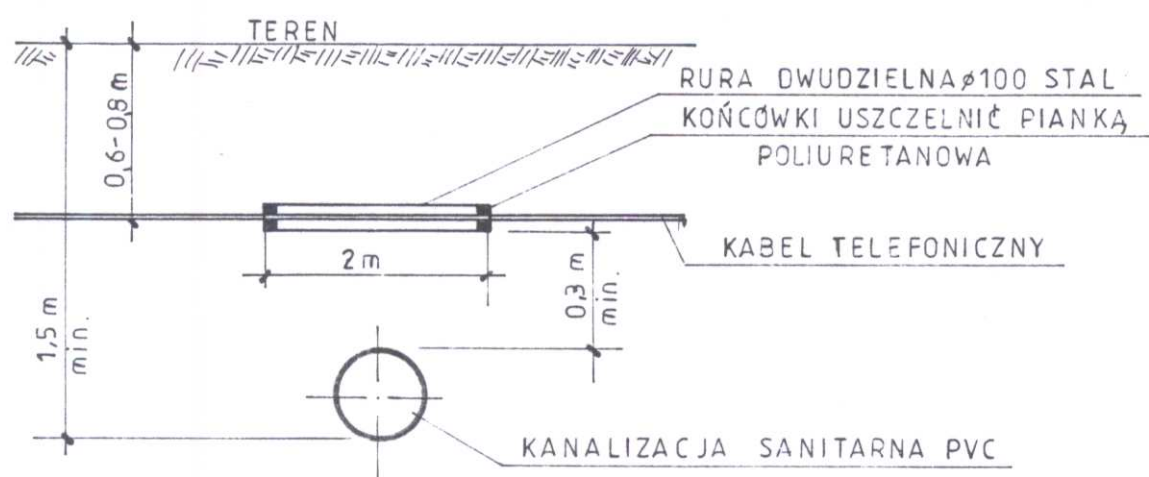 TEREN
RURA DWUDZIELNA ⌀100 STAL
KOŃCÓWKI USZCZELNIĆ PIANKĄ
POLIURETANOWA
0,6-0,8 m
KABEL TELEFONICZNY
2 m
0,3 m
min.
1,5 m
min.
KANALIZACJA SANITARNA PVC